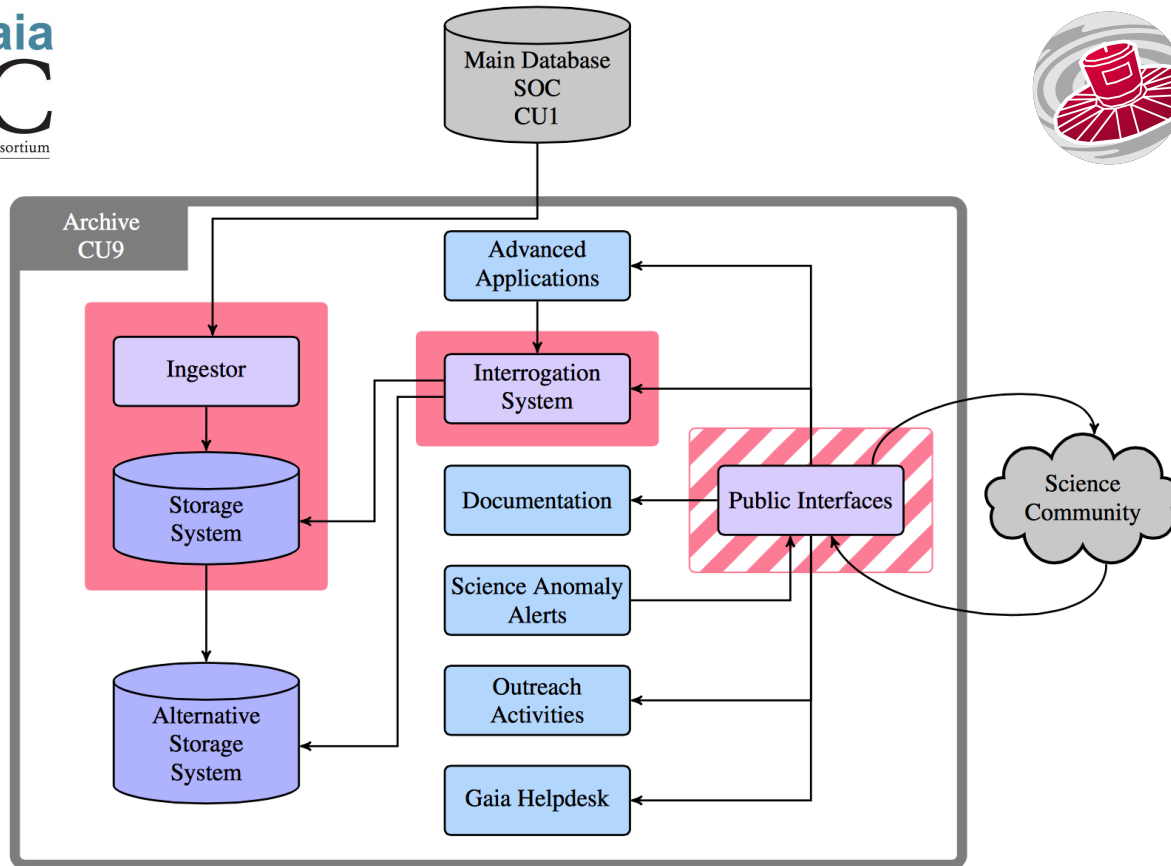 aia
C
nsortium
Main Database
SOC
CU1
Archive
CU9
Advanced
Applications
Ingestor
Interrogation
System
Storage
System
Documentation
Public Interfaces
Science
Community
Science Anomaly
Alerts
Outreach
Activities
Alternative
Storage
System
Gaia Helpdesk